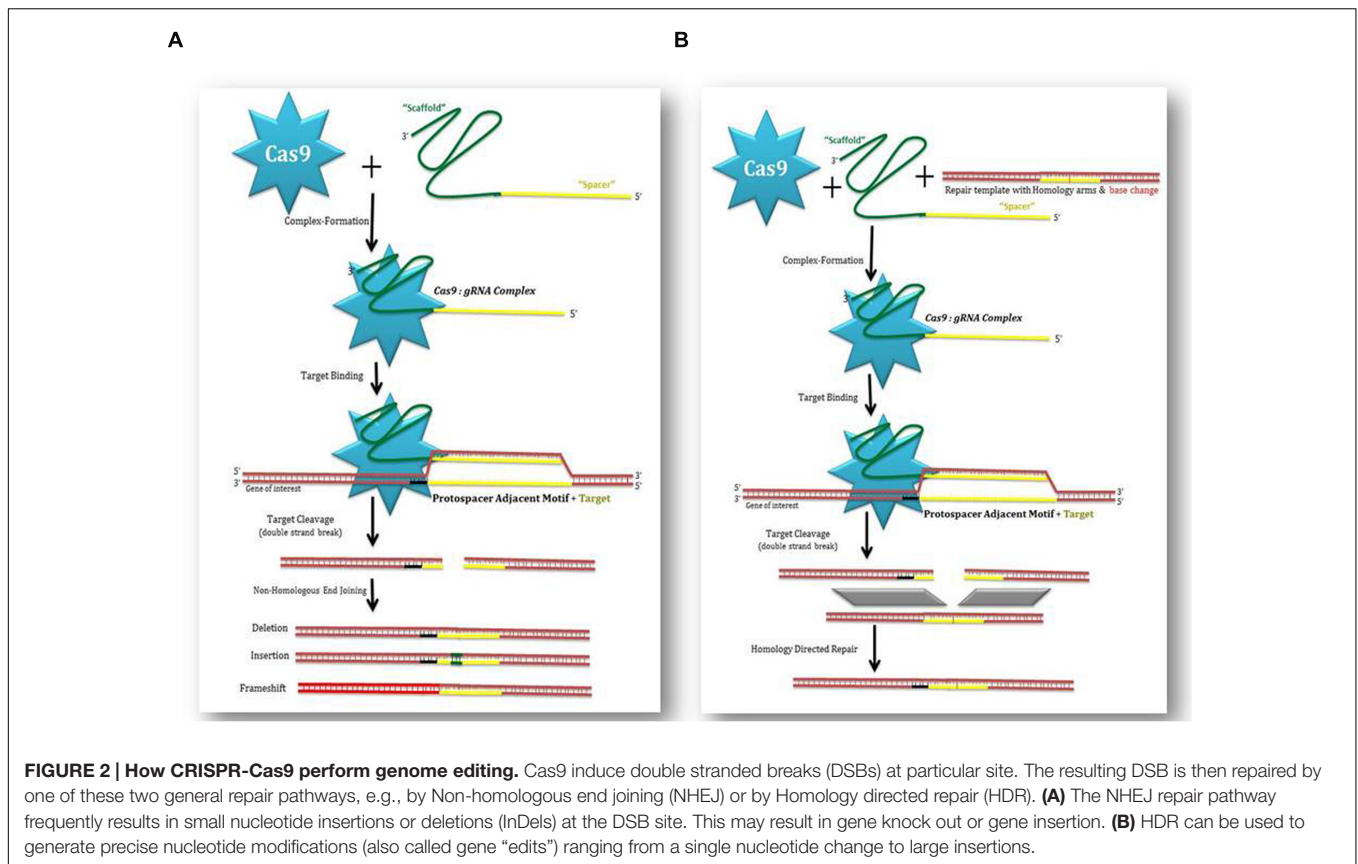 A
"Scaffold"
3'
Cas9
+
"Spacer"
5'
Complex-Formation
3'
Cas9 : gRNA Complex
5'
Target Binding
5'
3'
3'
5'
Gene of interest
Protospacer Adjacent Motif + Target
Target Cleavage
(double strand break)
Non-Homologous End Joining
Deletion
Insertion
Frameshift
B
"Scaffold"
3'
Cas9
+
+
Repair template with Homology arms & base change
"Spacer"
5'
Complex-Formation
3'
Cas9 : gRNA Complex
5'
Target Binding
5'
3'
3'
5'
Gene of interest
Protospacer Adjacent Motif + Target
Target Cleavage
(double strand break)
Homology Directed Repair
FIGURE 2 | How CRISPR-Cas9 perform genome editing. Cas9 induce double stranded breaks (DSBs) at particular site. The resulting DSB is then repaired by
one of these two general repair pathways, e.g., by Non-homologous end joining (NHEJ) or by Homology directed repair (HDR). (A) The NHEJ repair pathway
frequently results in small nucleotide insertions or deletions (InDels) at the DSB site. This may result in gene knock out or gene insertion. (B) HDR can be used to
generate precise nucleotide modifications (also called gene "edits") ranging from a single nucleotide change to large insertions.